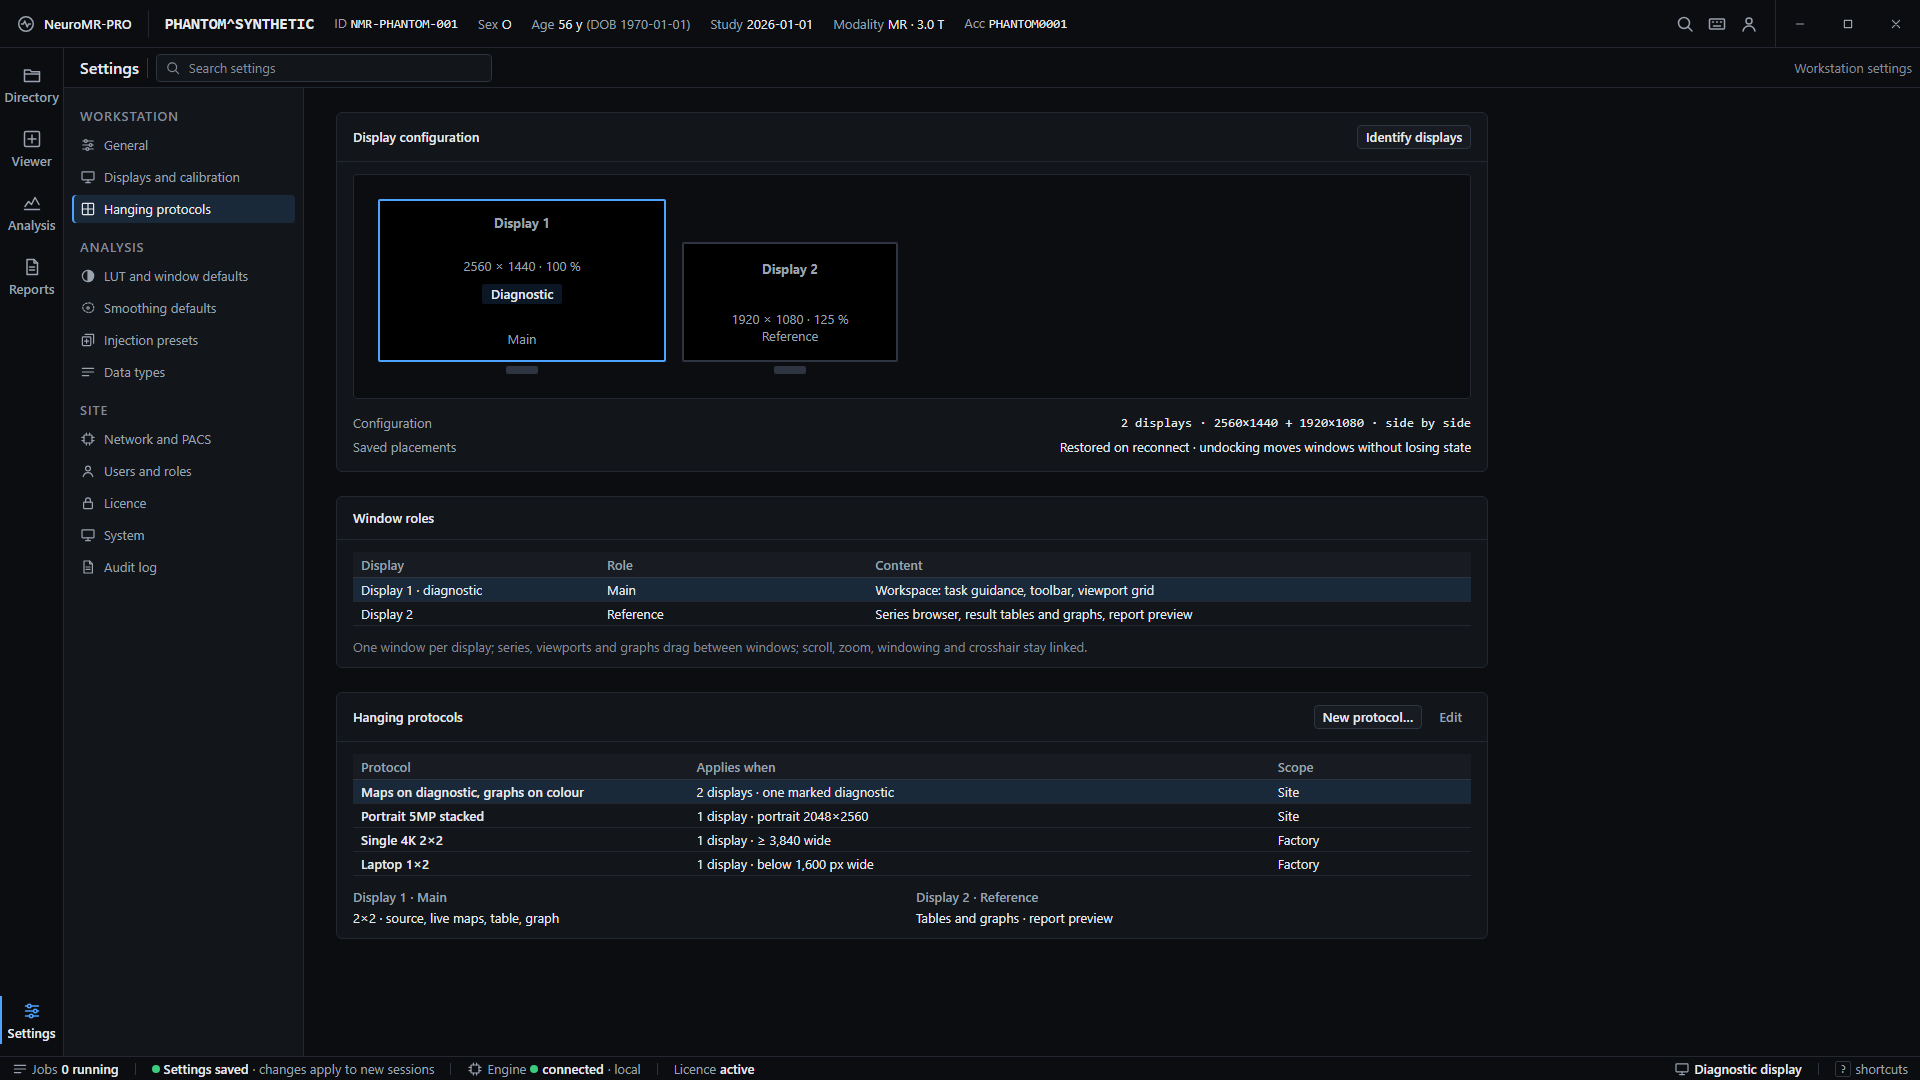 NeuroMR-PRO PHANTOM^SYNTHETIC ID NMR-PHANTOM-001 Sex O Age 56 y (DOB 1970-01-01) Study 2026-01-01 Modality MR · 3.0 T Acc PHANTOM0001
Settings Search settings Workstation settings
Directory
Viewer
Analysis
Reports
Settings
WORKSTATION
General
Displays and calibration
Hanging protocols
ANALYSIS
LUT and window defaults
Smoothing defaults
Injection presets
Data types
SITE
Network and PACS
Users and roles
Licence
System
Audit log
Display configuration Identify displays
Display 1
2560 × 1440 · 100 %
Diagnostic
Main
Display 2
1920 × 1080 · 125 %
Reference
Configuration 2 displays · 2560×1440 + 1920×1080 · side by side
Saved placements Restored on reconnect · undocking moves windows without losing state
Window roles
Display Role Content
Display 1 · diagnostic Main Workspace: task guidance, toolbar, viewport grid
Display 2 Reference Series browser, result tables and graphs, report preview
One window per display; series, viewports and graphs drag between windows; scroll, zoom, windowing and crosshair stay linked.
Hanging protocols New protocol... Edit
Protocol Applies when Scope
Maps on diagnostic, graphs on colour 2 displays · one marked diagnostic Site
Portrait 5MP stacked 1 display · portrait 2048×2560 Site
Single 4K 2×2 1 display · ≥ 3,840 wide Factory
Laptop 1×2 1 display · below 1,600 px wide Factory
Display 1 · Main Display 2 · Reference
2×2 · source, live maps, table, graph Tables and graphs · report preview
Jobs 0 running Settings saved · changes apply to new sessions Engine connected · local Licence active Diagnostic display ? shortcuts